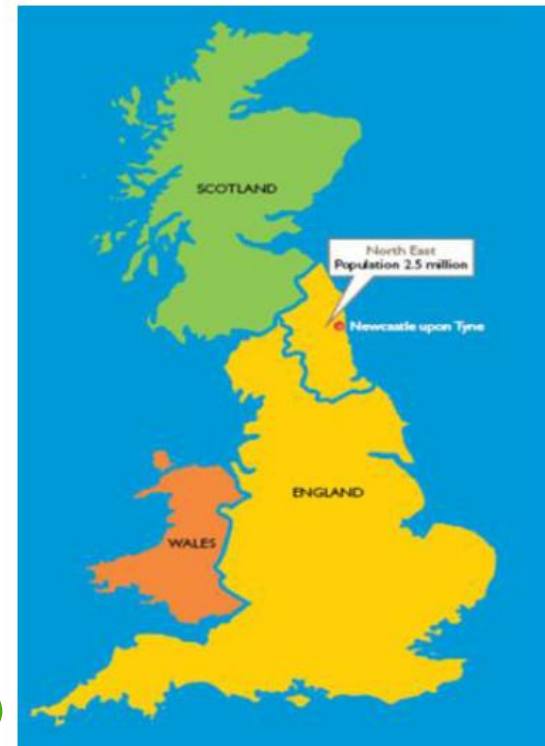 SCOTLAND
North East
Population 2.5 million
Newcastle upon Tyne
ENGLAND
WALES
)